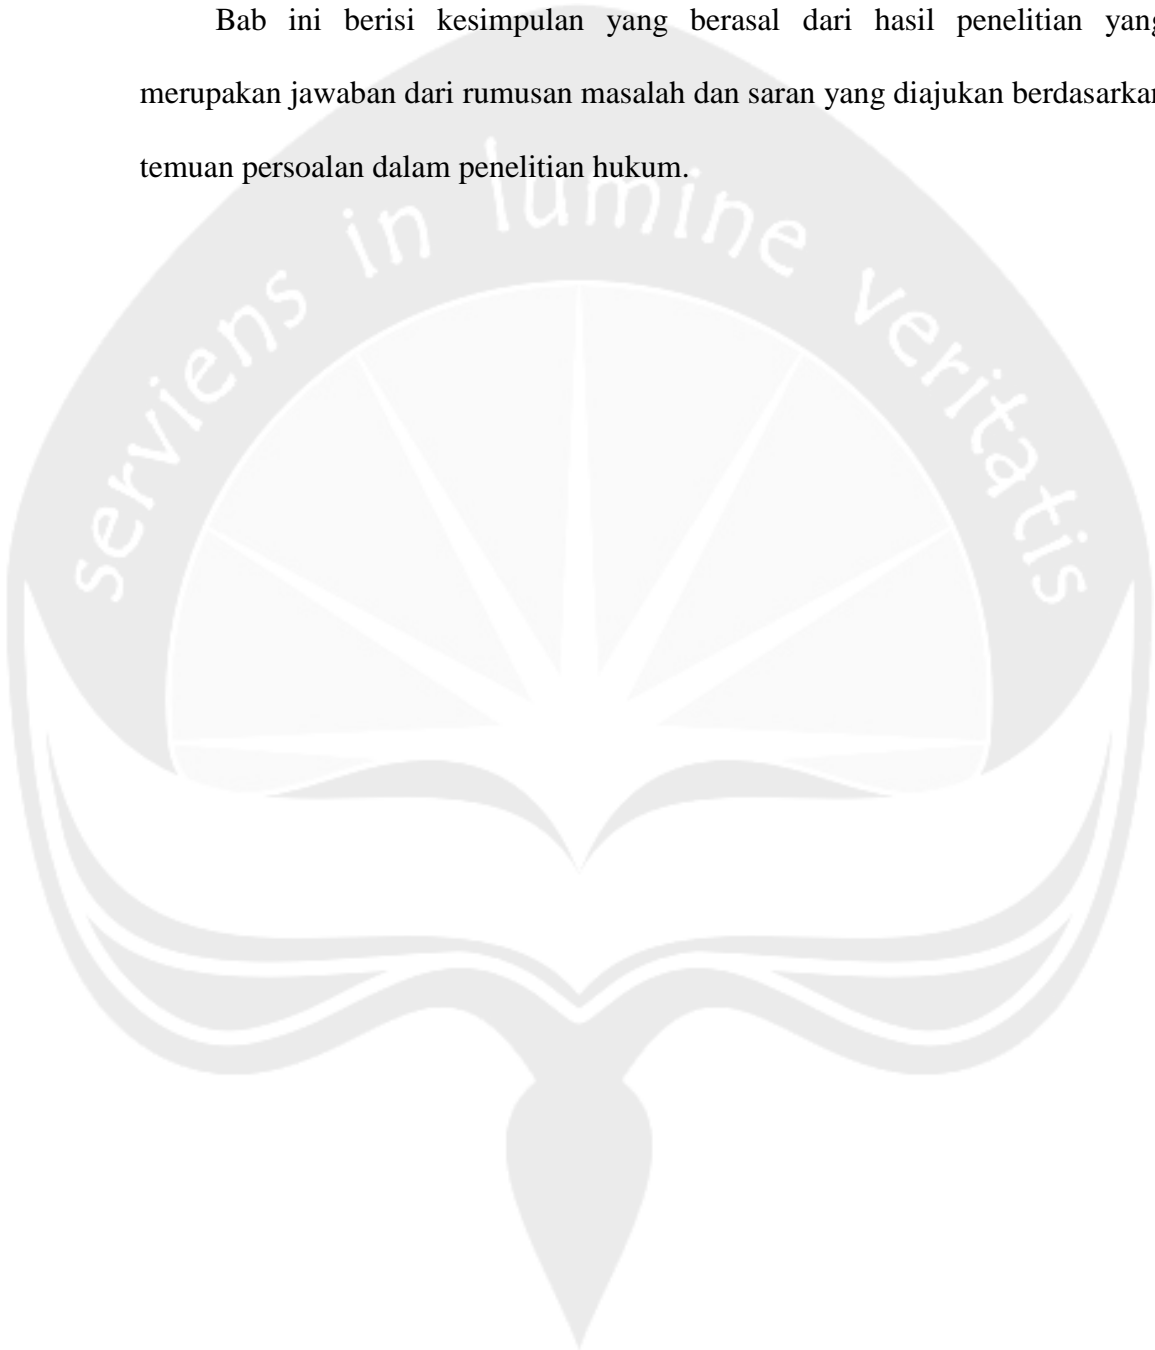 Bab ini berisi kesimpulan yang berasal dari hasil penelitian yang
merupakan jawaban dari rumusan masalah dan saran yang diajukan berdasarkan
temuan persoalan dalam penelitian hukum.
serviens in lumine veritatis